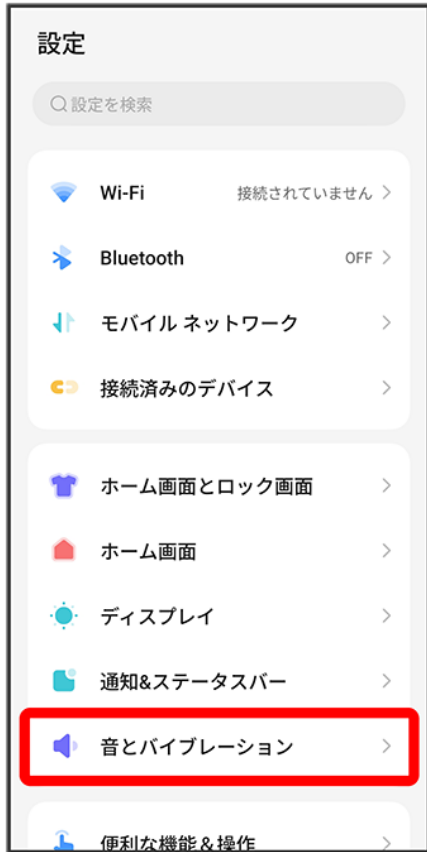 設定
設定を検索
Wi-Fi 接続されていません
Bluetooth OFF
モバイル ネットワーク
接続済みのデバイス
ホーム画面とロック画面
ホーム画面
ディスプレイ
通知&ステータスバー
音とバイブレーション
便利な機能&操作